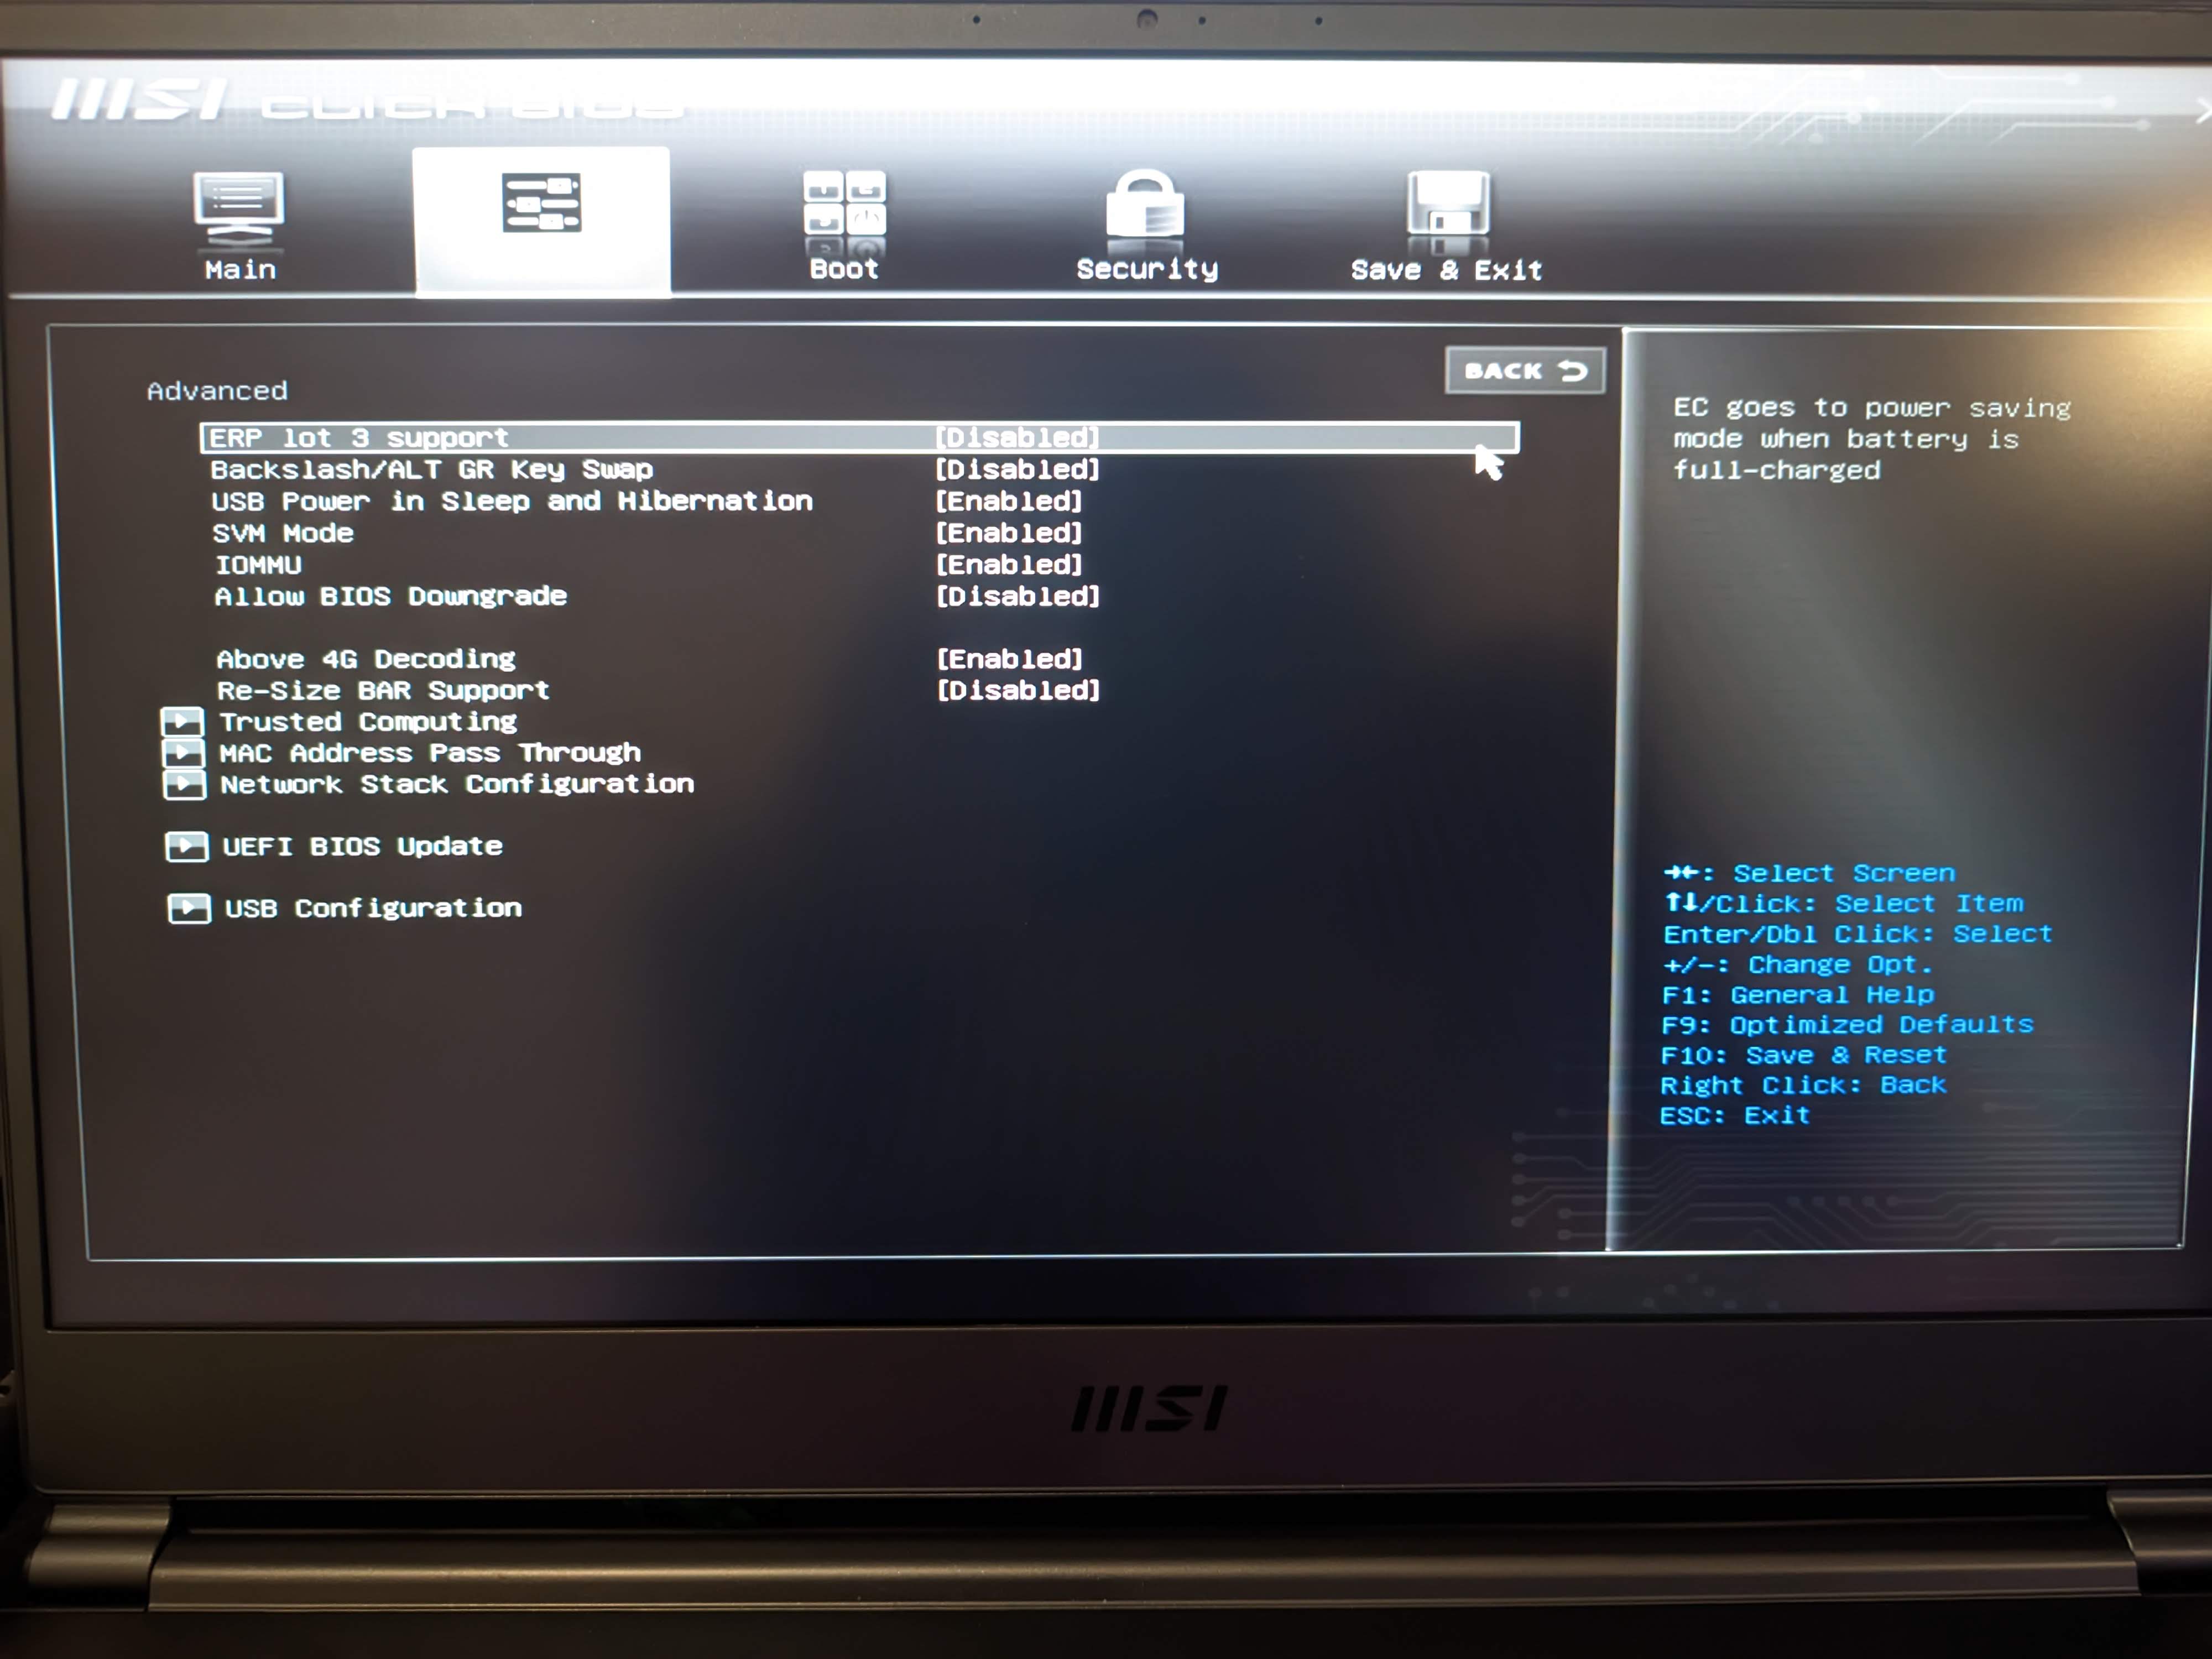 msi CLICK BIOS
Main
Boot
Security
Save & Exit
BACK
Advanced
ERP lot 3 support [Disabled]
Backslash/ALT GR Key Swap [Disabled]
USB Power in Sleep and Hibernation [Enabled]
SVM Mode [Enabled]
IOMMU [Enabled]
Allow BIOS Downgrade [Disabled]
Above 4G Decoding [Enabled]
Re-Size BAR Support [Disabled]
Trusted Computing
MAC Address Pass Through
Network Stack Configuration
UEFI BIOS Update
USB Configuration
EC goes to power saving
mode when battery is
full-charged
→←: Select Screen
↑↓/Click: Select Item
Enter/Dbl Click: Select
+/-: Change Opt.
F1: General Help
F9: Optimized Defaults
F10: Save & Reset
Right Click: Back
ESC: Exit
msi